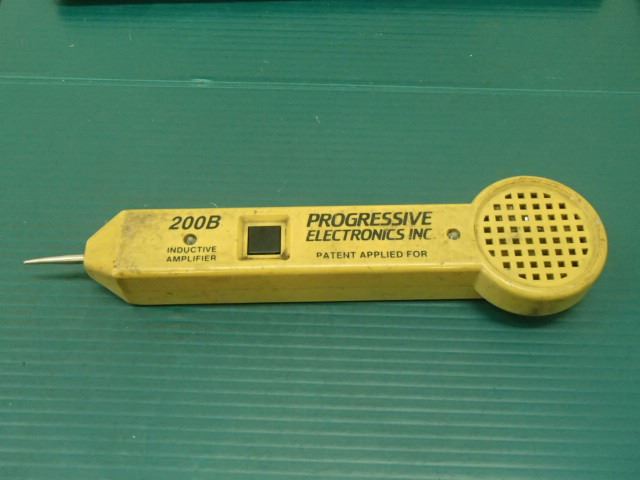 200B
INDUCTIVE
AMPLIFIER
PROGRESSIVE
ELECTRONICS INC.
PATENT APPLIED FOR